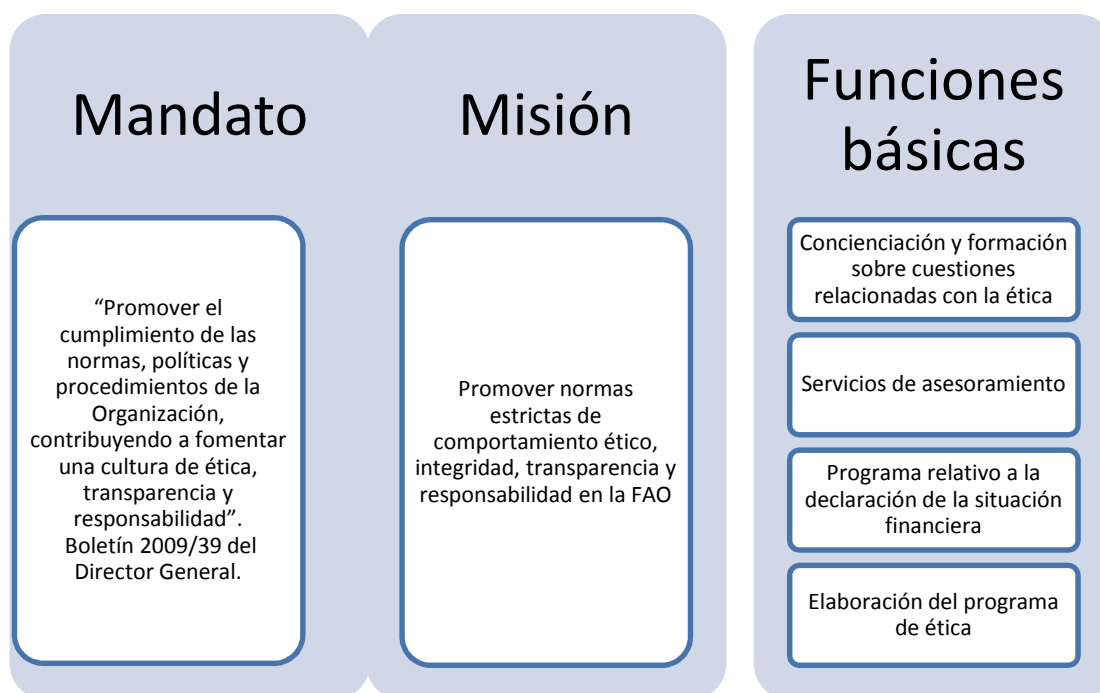 Mandato
“Promover el
cumplimiento de las
normas, políticas y
procedimientos de la
Organización,
contribuyendo a fomentar
una cultura de ética,
transparencia y
responsabilidad”.
Boletín 2009/39 del
Director General.
Misión
Promover normas
estrictas de
comportamiento ético,
integridad, transparencia y
responsabilidad en la FAO
Funciones
básicas
Concienciación y formación
sobre cuestiones
relacionadas con la ética
Servicios de asesoramiento
Programa relativo a la
declaración de la situación
financiera
Elaboración del programa
de ética